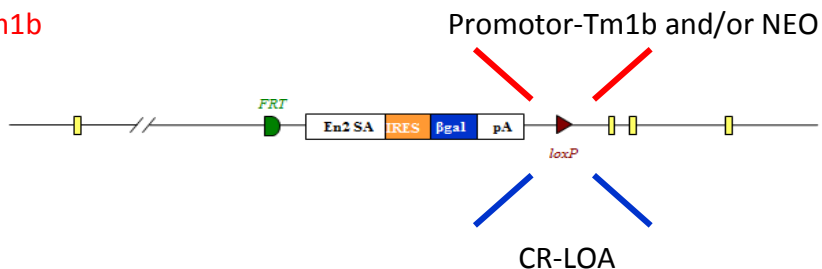 m1b
Promotor-Tm1b and/or NEO
FRT
En2 SA IRES βgal pA
loxP
CR-LOA